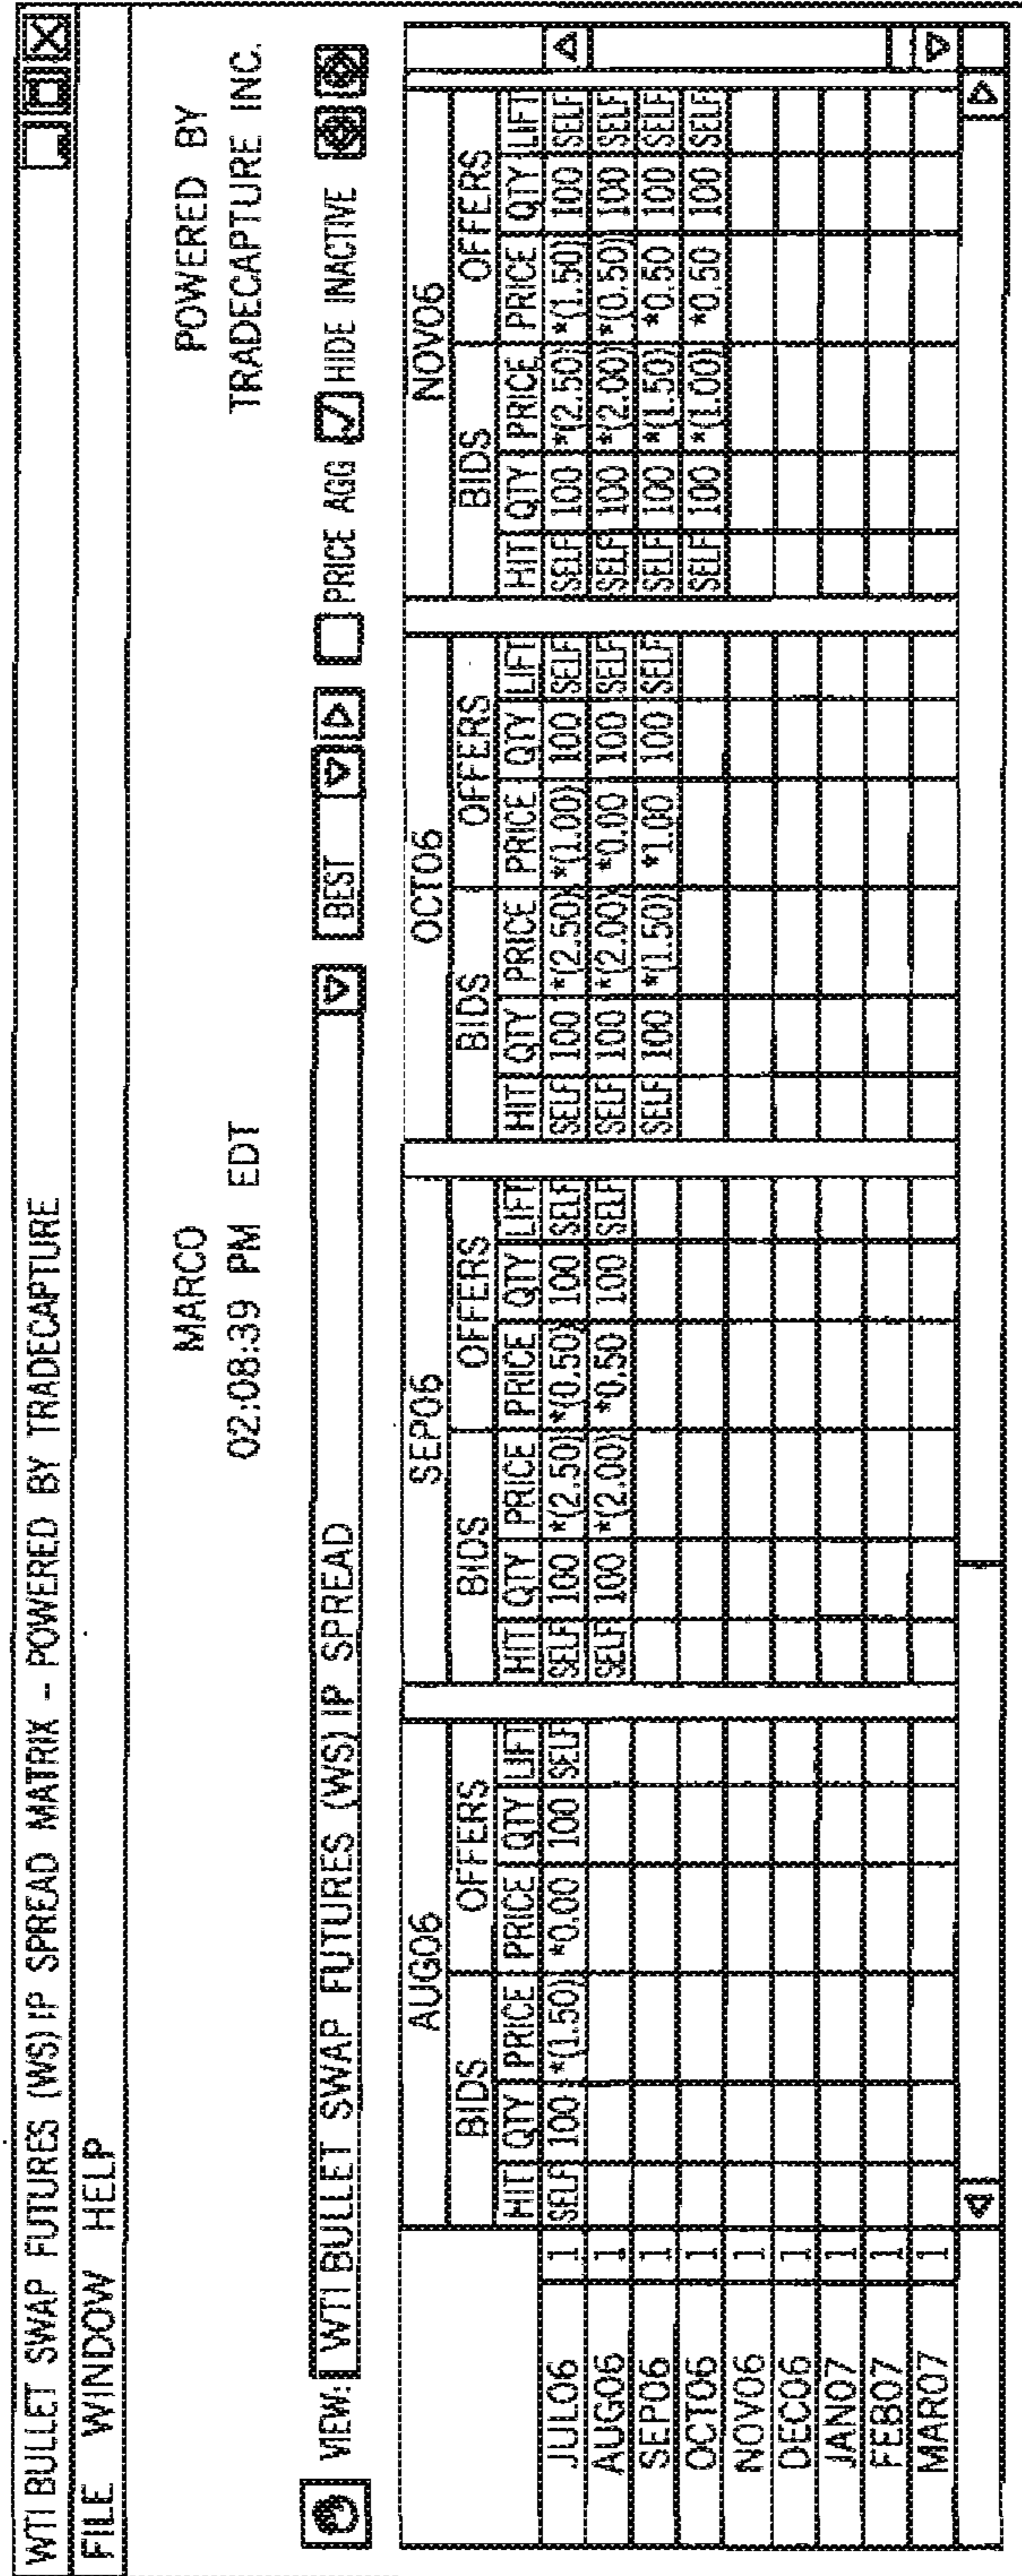 WTI BULLET SWAP FUTURES (WS) IP SPREAD MATRIX - POWERED BY TRADECAPTURE
FILE WINDOW HELP
MARCO
02:08:39 PM EDT
POWERED BY
TRADECAPTURE INC.
VIEW: WTI BULLET SWAP FUTURES (WS) IP SPREAD BEST PRICE AGG HIDE INACTIVE
AUG06 SEP06 OCT06 NOV06
BIDS OFFERS BIDS OFFERS BIDS OFFERS BIDS OFFERS
HIT QTY PRICE PRICE QTY LIFT HIT QTY PRICE PRICE QTY LIFT HIT QTY PRICE PRICE QTY LIFT HIT QTY PRICE PRICE QTY LIFT
JUL06 1 SELF 100 *(1.50) *0.00 100 SELF SELF 100 *(2.50) *(0.50) 100 SELF SELF 100 *(2.50) *(1.00) 100 SELF SELF 100 *(2.50) *(1.50) 100 SELF
AUG06 1 SELF 100 *(2.00) *0.50 100 SELF SELF 100 *(2.00) *0.00 100 SELF SELF 100 *(2.00) *(0.50) 100 SELF
SEP06 1 SELF 100 *(1.50) *1.00 100 SELF SELF 100 *(1.50) *0.50 100 SELF
OCT06 1 SELF 100 *(1.00) *0.50 100 SELF
NOV06 1
DEC06 1
JAN07 1
FEB07 1
MAR07 1